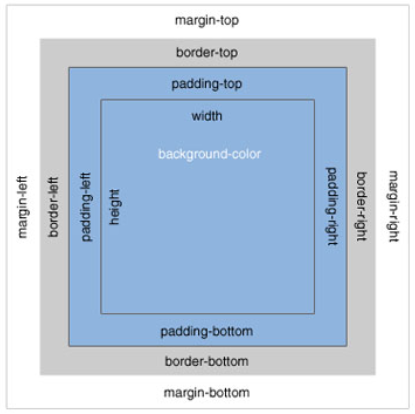 margin-top
border-top
padding-top
width
background-color
margin-left
border-left
padding-left
height
padding-right
border-right
margin-right
padding-bottom
border-bottom
margin-bottom